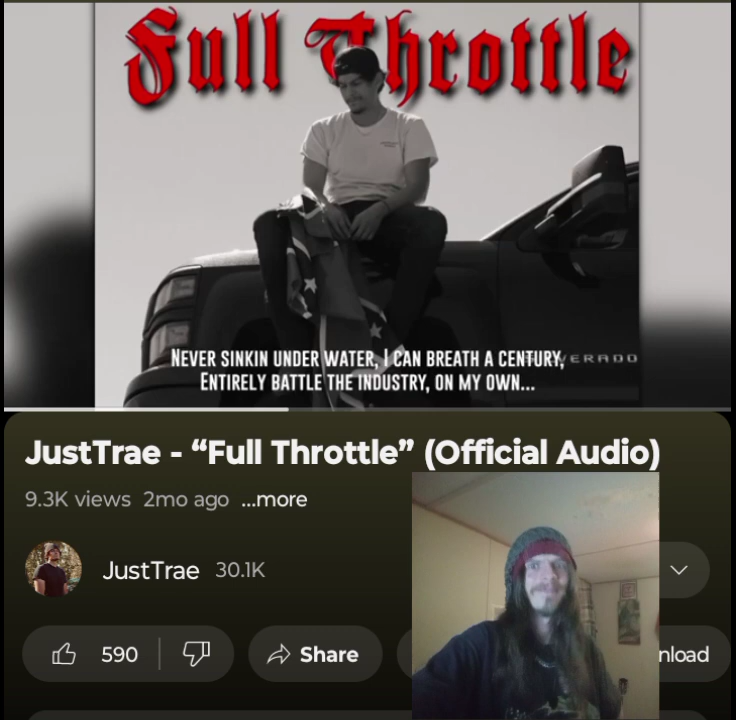 Full Throttle
NEVER SINKIN UNDER WATER, I CAN BREATH A CENTURY,
VERADO
ENTIRELY BATTLE THE INDUSTRY, ON MY OWN...
JustTrae - “Full Throttle” (Official Audio)
9.3K views 2mo ago ...more
JustTrae 30.1K
590 Share nload